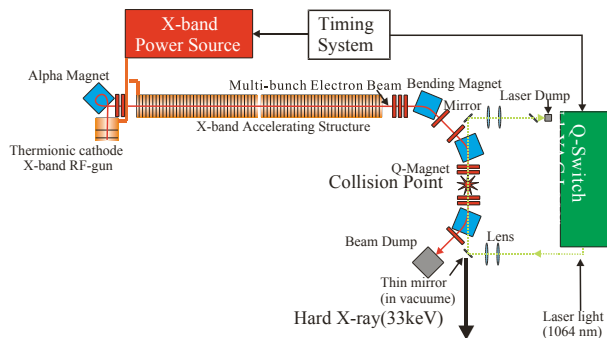 X-band
Power Source
Timing
System
Alpha Magnet
Multi-bunch Electron Beam
Bending Magnet
Mirror
Laser Dump
X-band Accelerating Structure
Thermionic cathode
X-band RF-gun
Q-Magnet
Collision Point
Q-Switch
Beam Dump
Lens
Thin mirror
(in vacuume)
Hard X-ray(33keV)
Laser light
(1064 nm)